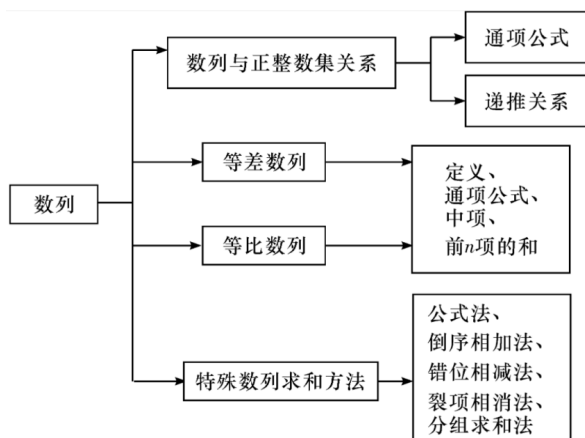 数列
数列与正整数集关系
通项公式
递推关系
等差数列
等比数列
定义、
通项公式、
中项、
前n项的和
特殊数列求和方法
公式法、
倒序相加法、
错位相减法、
裂项相消法、
分组求和法